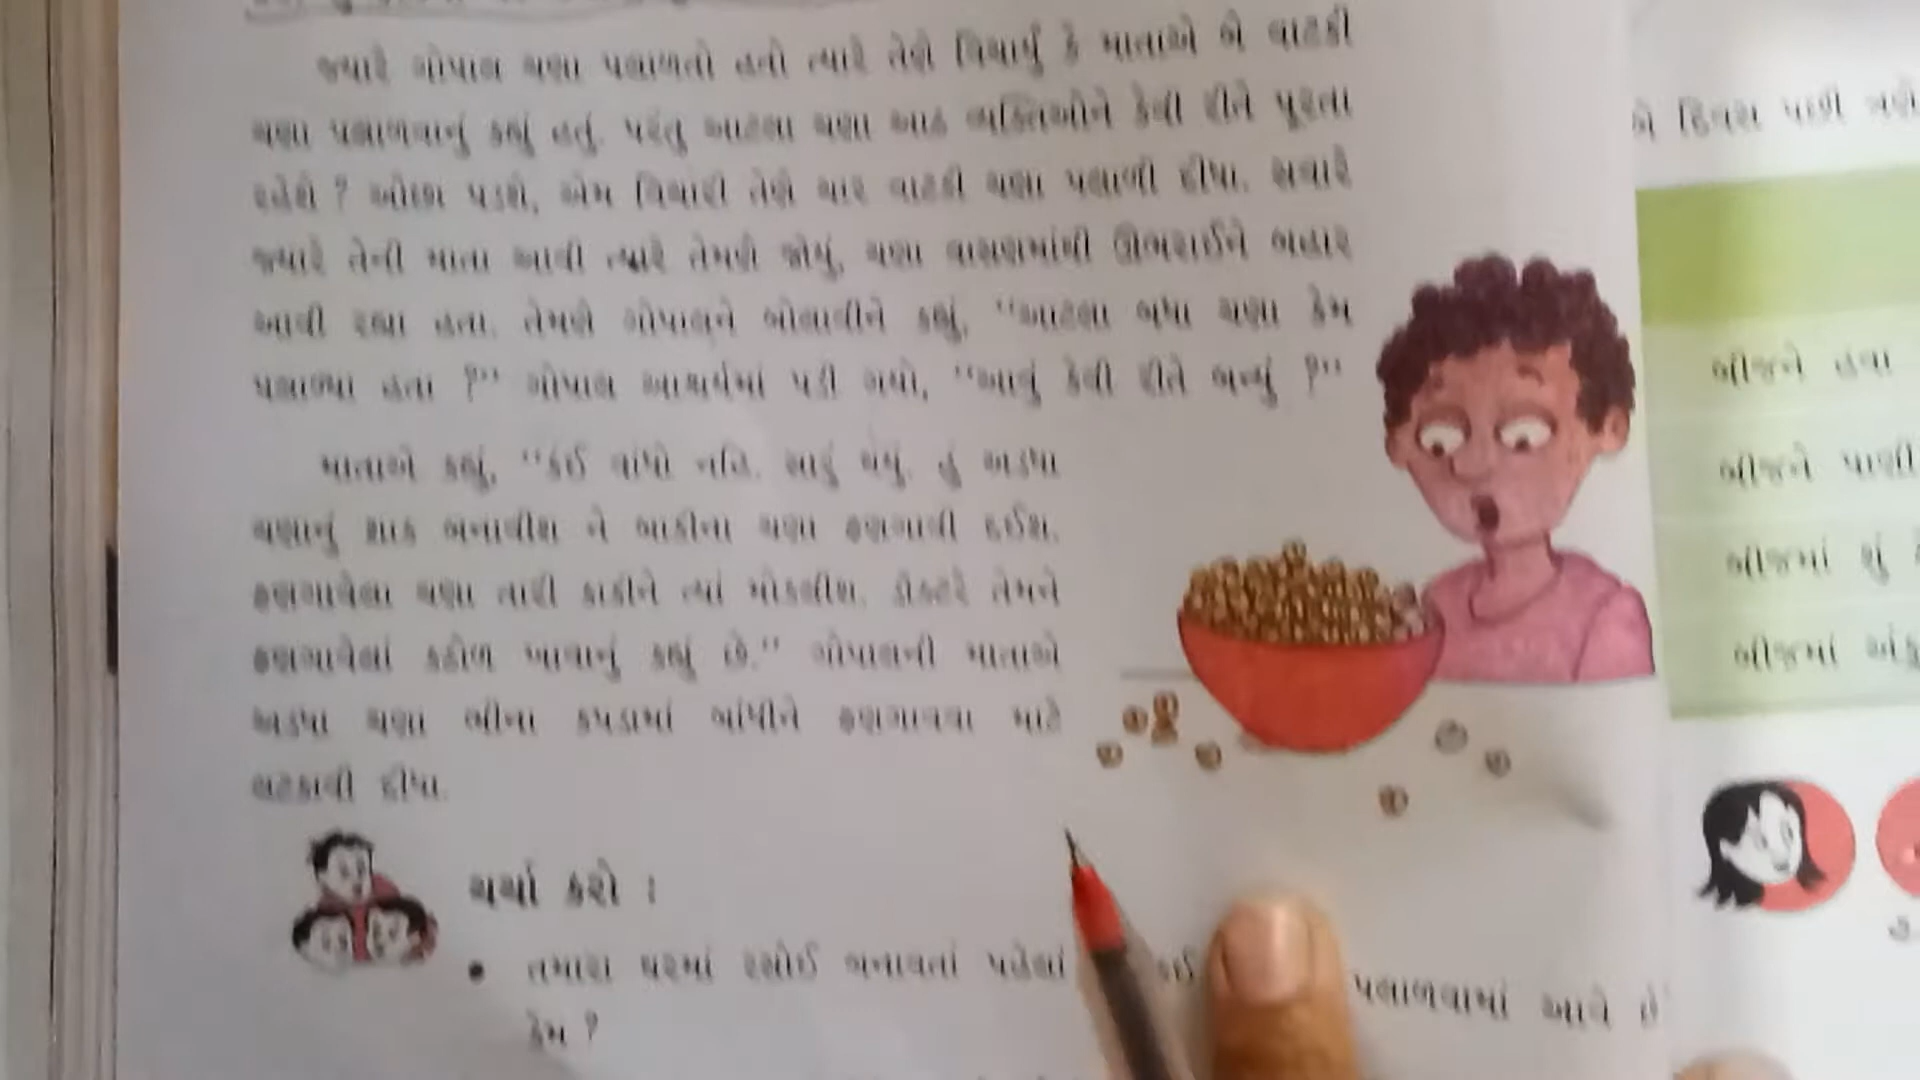 જ્યારે ગોપાલ ચણા પલાળતો હતો ત્યારે તેણે વિચાર્યું કે માતાએ બે વાટકી
ચણા પલાળવાનું કહ્યું હતું. પરંતુ આટલા ચણા આઠ વ્યક્તિઓને કેવી રીતે પૂરતા
રહેશે ? ઓછા પડશે, એમ વિચારી તેણે ચાર વાટકી ચણા પલાળી દીધા. સવારે
જ્યારે તેની માતા આવી ત્યારે તેમણે જોયું, ચણા વાસણમાંથી ઊભરાઈને બહાર
આવી રહ્યા હતા. તેમણે ગોપાલને બોલાવીને કહ્યું, “આટલા બધા ચણા કેમ
પલાળ્યા હતા ?” ગોપાલ આશ્ચર્યમાં પડી ગયો, “આવું કેવી રીતે બન્યું ?”
માતાએ કહ્યું, “કંઈ વાંધો નહિ. સારું થયું. હું અડધા
ચણાનું શાક બનાવીશ ને બાકીના ચણા ફણગાવી દઈશ.
ફણગાવેલા ચણા તારી કાકીને ત્યાં મોકલીશ. ડૉક્ટરે તેમને
ફણગાવેલાં કઠોળ ખાવાનું કહ્યું છે.” ગોપાલની માતાએ
અડધા ચણા ભીના કપડામાં બાંધીને ફણગાવવા માટે
લટકાવી દીધા.
ચર્ચા કરો :
• તમારા ઘરમાં રસોઈ બનાવતાં પહેલાં પલાળવામાં આવે છે
કેમ ?
બે દિવસ પછી ત્રણે
બીજને હવા
બીજને પાણી
બીજમાં શું
બીજમાં